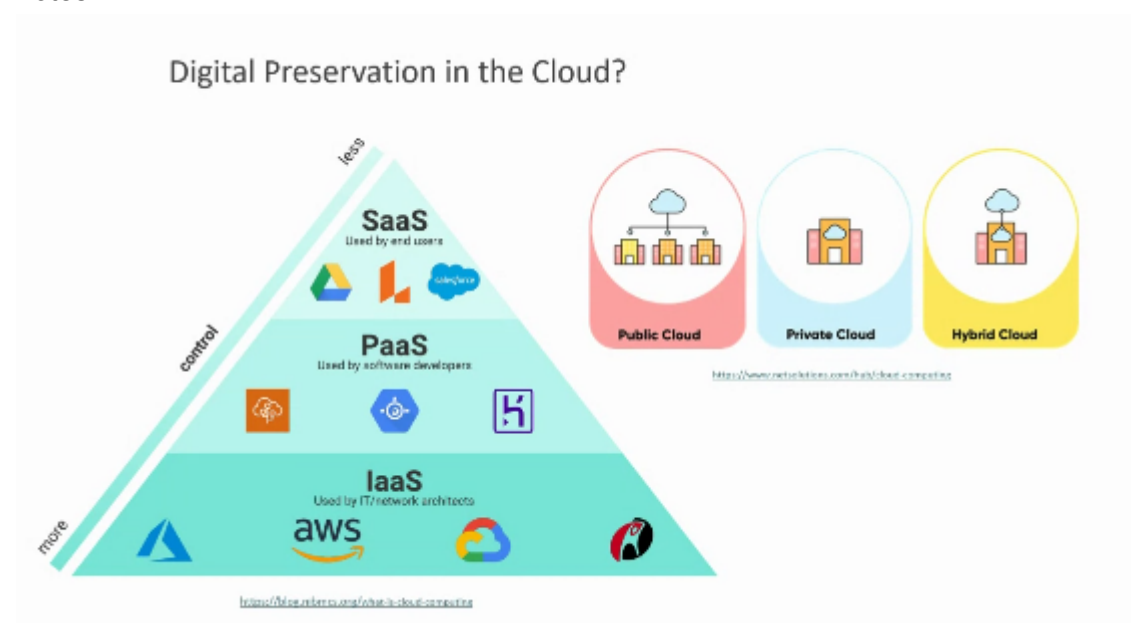 Digital Preservation in the Cloud?
less
control
more
SaaS
Used by end users
salesforce
PaaS
Used by software developers
IaaS
Used by IT/network architects
aws
Public Cloud
Private Cloud
Hybrid Cloud
https://www.netsolutions.com/hub/cloud-computing